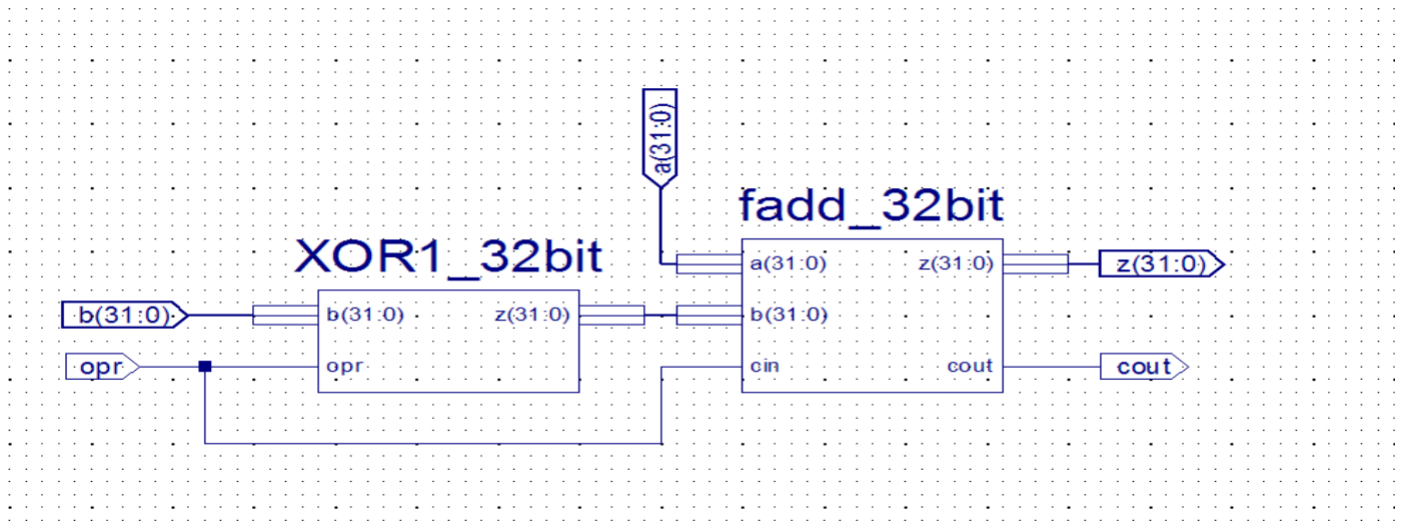 a(31:0)
fadd_32bit
XOR1_32bit
a(31:0) z(31:0)
z(31:0)
b(31:0)
b(31:0) z(31:0)
b(31:0)
opr
opr
cin cout
cout